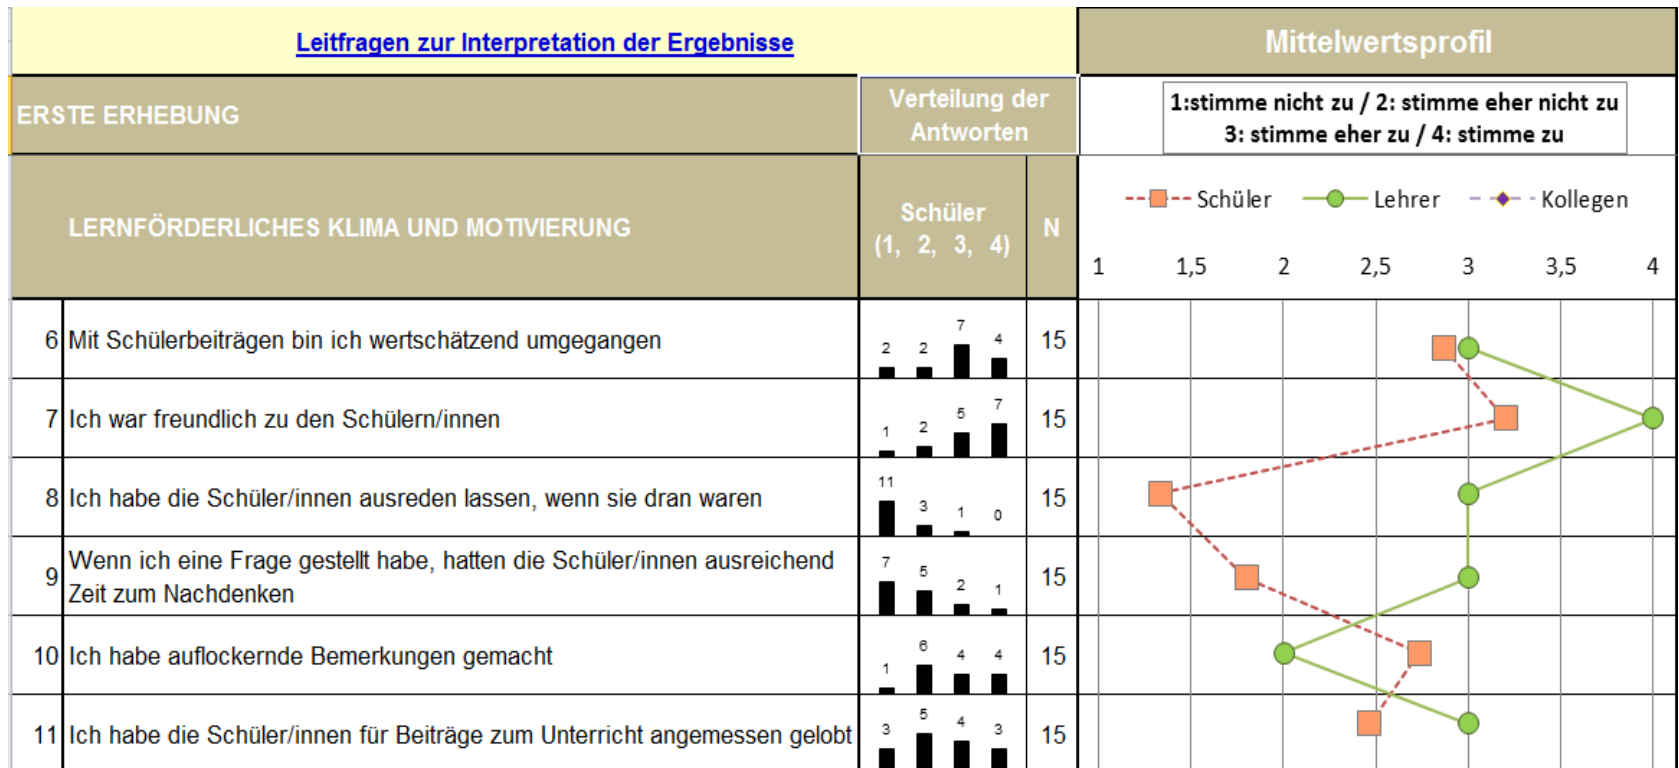 Leitfragen zur Interpretation der Ergebnisse
Mittelwertsprofil
ERSTE ERHEBUNG
Verteilung der
Antworten
1:stimme nicht zu / 2: stimme eher nicht zu
3: stimme eher zu / 4: stimme zu
LERNFÖRDERLICHES KLIMA UND MOTIVIERUNG
Schüler
(1, 2, 3, 4)
N
Schüler Lehrer Kollegen
1 1,5 2 2,5 3 3,5 4
6 Mit Schülerbeiträgen bin ich wertschätzend umgegangen
2 2 7 4
15
7 Ich war freundlich zu den Schülern/innen
1 2 5 7
15
8 Ich habe die Schüler/innen ausreden lassen, wenn sie dran waren
11 3 1 0
15
9 Wenn ich eine Frage gestellt habe, hatten die Schüler/innen ausreichend
Zeit zum Nachdenken
7 5 2 1
15
10 Ich habe auflockernde Bemerkungen gemacht
1 6 4 4
15
11 Ich habe die Schüler/innen für Beiträge zum Unterricht angemessen gelobt
3 5 4 3
15